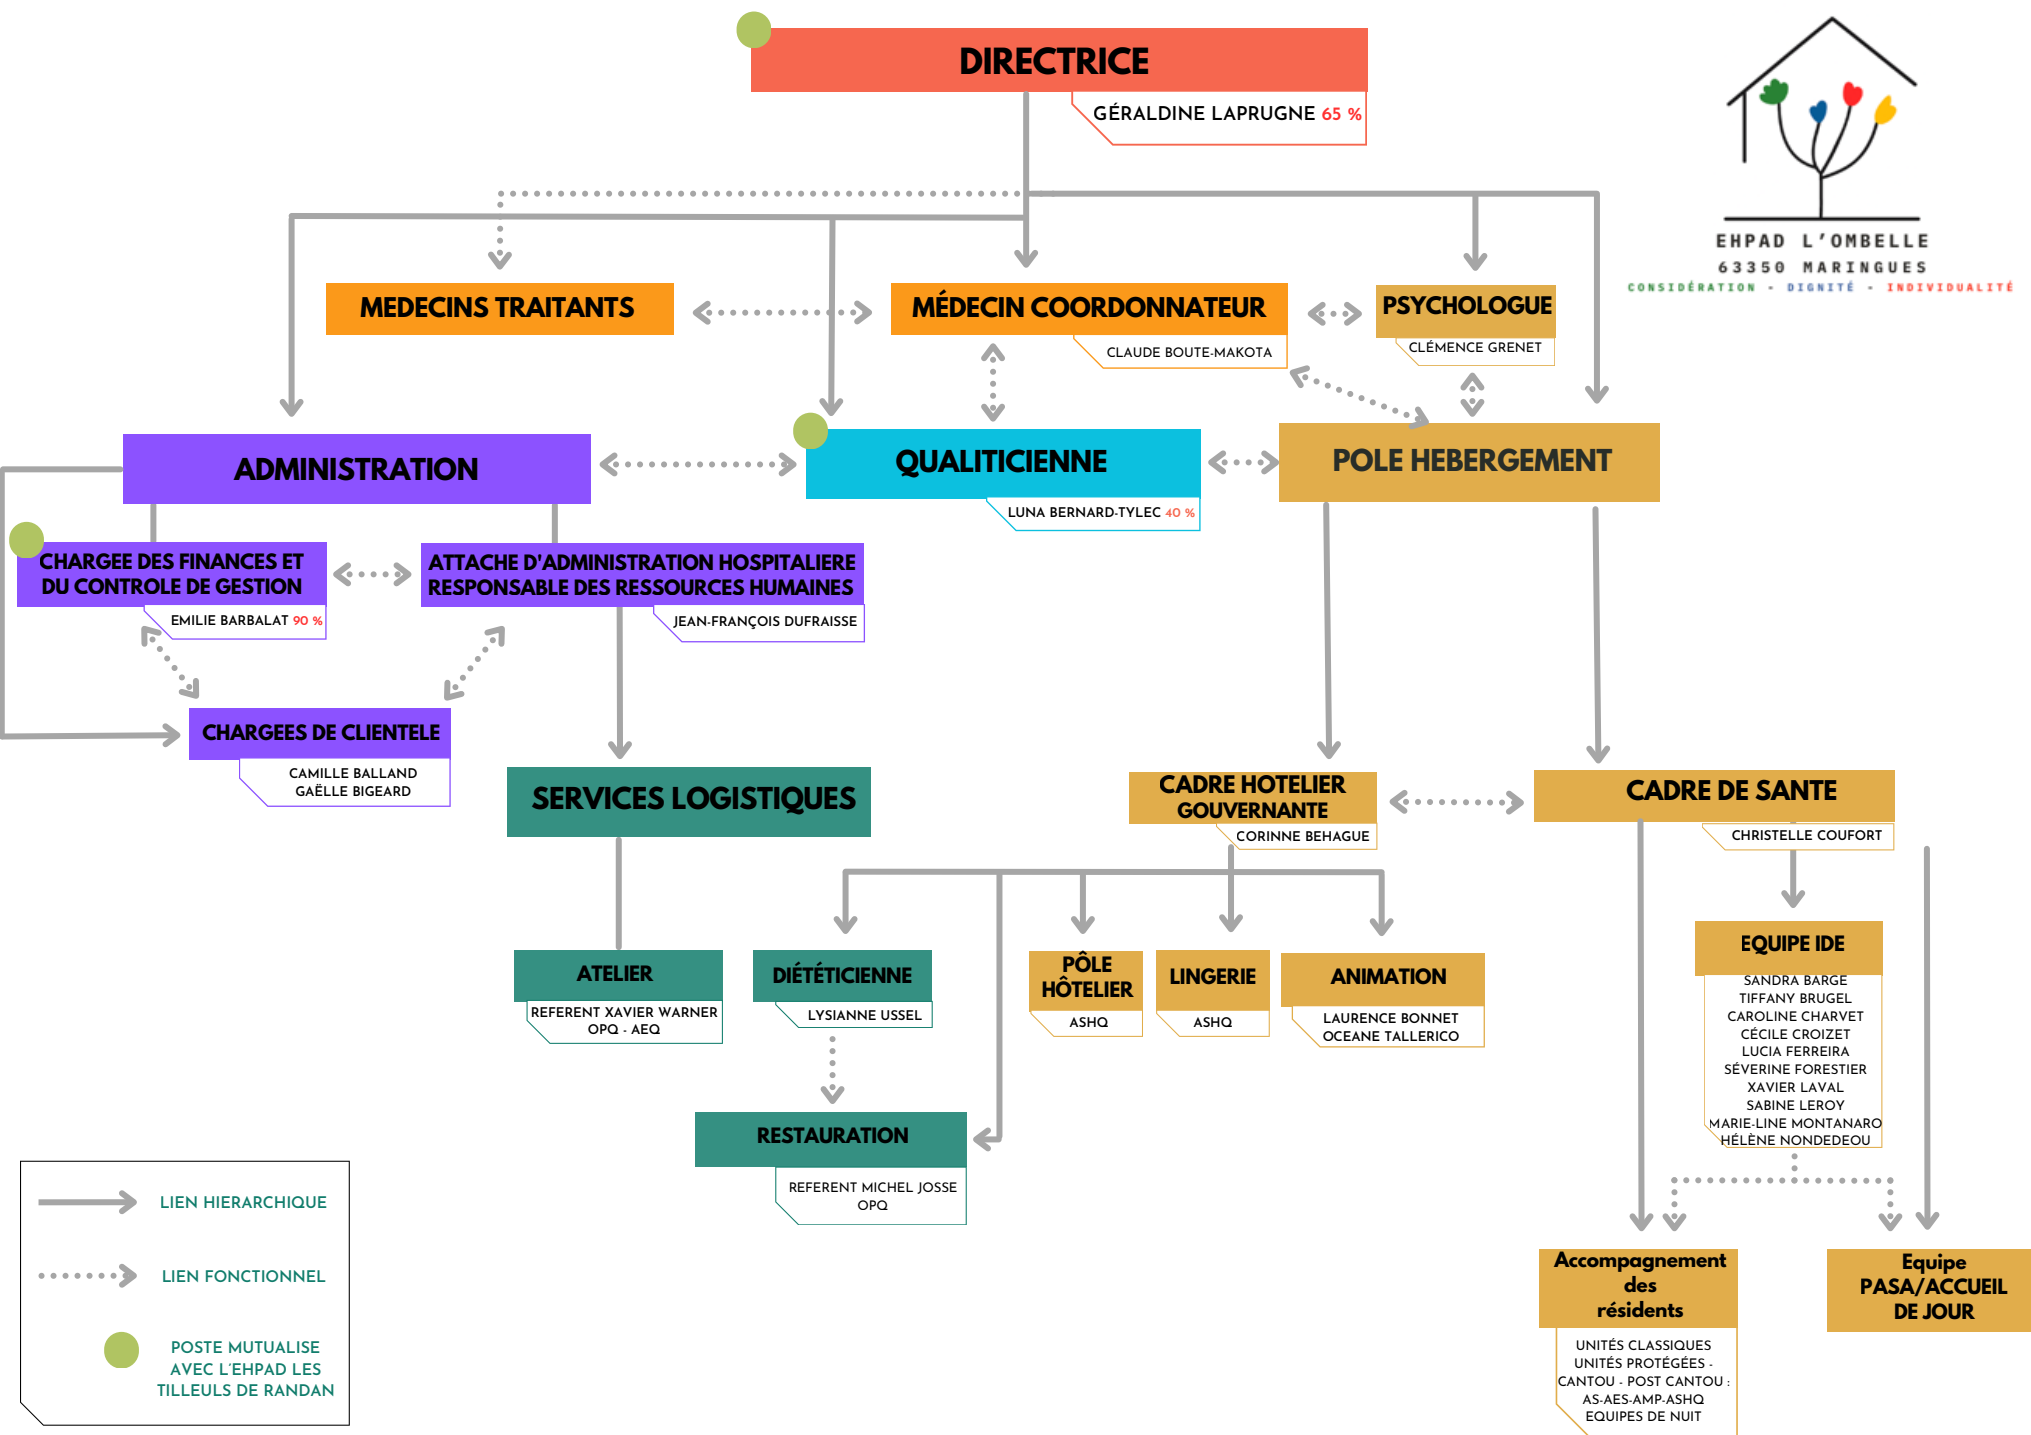 DIRECTRICE
GÉRALDINE LAPRUGNE 65 %
EHPAD L'OMBELLE
63350 MARINGUES
CONSIDÉRATION - DIGNITÉ - INDIVIDUALITÉ
MEDECINS TRAITANTS
MÉDECIN COORDONNATEUR
CLAUDE BOUTE-MAKOTA
PSYCHOLOGUE
CLÉMENCE GRENET
ADMINISTRATION
QUALITICIENNE
LUNA BERNARD-TYLEC 40 %
POLE HEBERGEMENT
CHARGEE DES FINANCES ET
DU CONTROLE DE GESTION
EMILIE BARBALAT 90 %
ATTACHE D'ADMINISTRATION HOSPITALIERE
RESPONSABLE DES RESSOURCES HUMAINES
JEAN-FRANÇOIS DUFRAISSE
CHARGEES DE CLIENTELE
CAMILLE BALLAND
GAËLLE BIGEARD
SERVICES LOGISTIQUES
CADRE HOTELIER
GOUVERNANTE
CORINNE BEHAGUE
CADRE DE SANTE
CHRISTELLE COUFORT
ATELIER
REFERENT XAVIER WARNER
OPQ - AEQ
DIÉTÉTICIENNE
LYSIANNE USSEL
PÔLE
HÔTELIER
ASHQ
LINGERIE
ASHQ
ANIMATION
LAURENCE BONNET
OCEANE TALLERICO
EQUIPE IDE
SANDRA BARGE
TIFFANY BRUGEL
CAROLINE CHARVET
CÉCILE CROIZET
LUCIA FERREIRA
SÉVERINE FORESTIER
XAVIER LAVAL
SABINE LEROY
MARIE-LINE MONTANARO
HÉLÈNE NONDEDEOU
RESTAURATION
REFERENT MICHEL JOSSE
OPQ
LIEN HIERARCHIQUE
LIEN FONCTIONNEL
POSTE MUTUALISE
AVEC L'EHPAD LES
TILLEULS DE RANDAN
Accompagnement
des
résidents
UNITÉS CLASSIQUES
UNITÉS PROTÉGÉES -
CANTOU - POST CANTOU :
AS-AES-AMP-ASHQ
EQUIPES DE NUIT
Equipe
PASA/ACCUEIL
DE JOUR